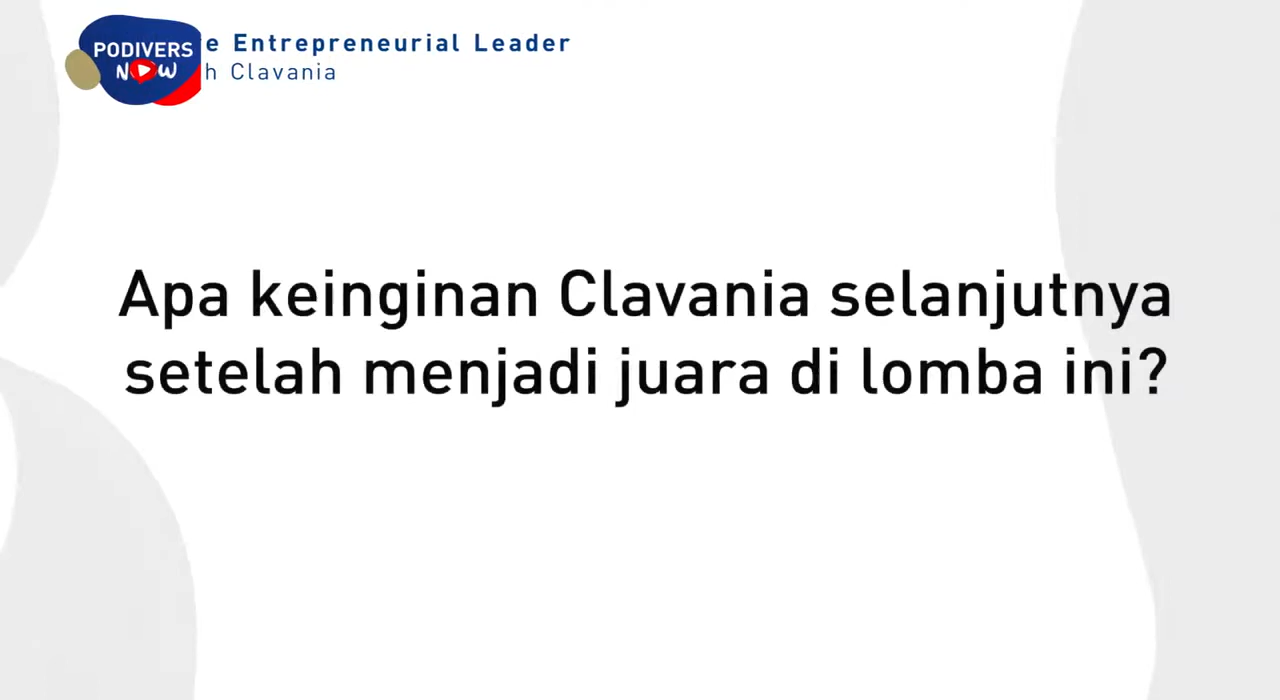 PODIVERS
NOW
Entrepreneurial Leader
Clavania
Apa keinginan Clavania selanjutnya
setelah menjadi juara di lomba ini?